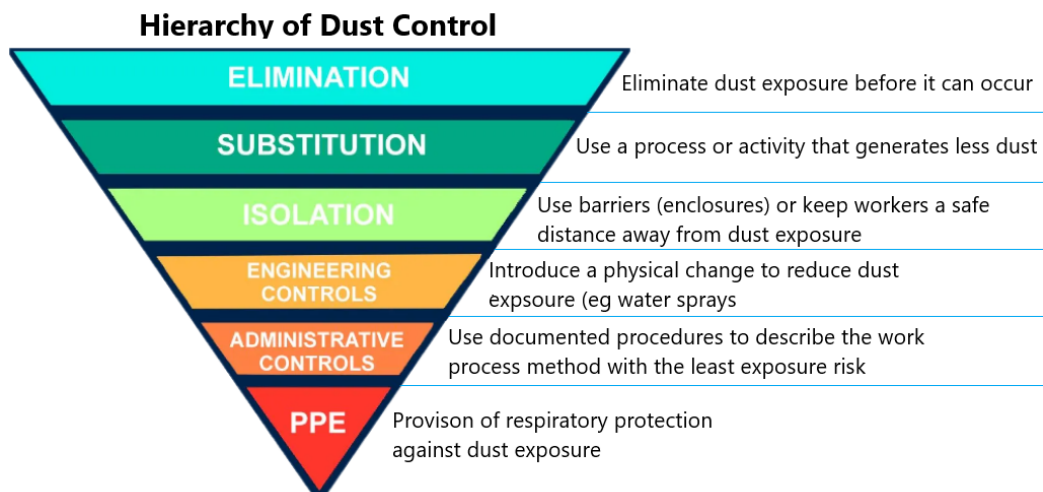 Hierarchy of Dust Control
ELIMINATION
Eliminate dust exposure before it can occur
SUBSTITUTION
Use a process or activity that generates less dust
ISOLATION
Use barriers (enclosures) or keep workers a safe
distance away from dust exposure
ENGINEERING
CONTROLS
Introduce a physical change to reduce dust
expsoure (eg water sprays
ADMINISTRATIVE
CONTROLS
Use documented procedures to describe the work
process method with the least exposure risk
PPE
Provison of respiratory protection
against dust exposure